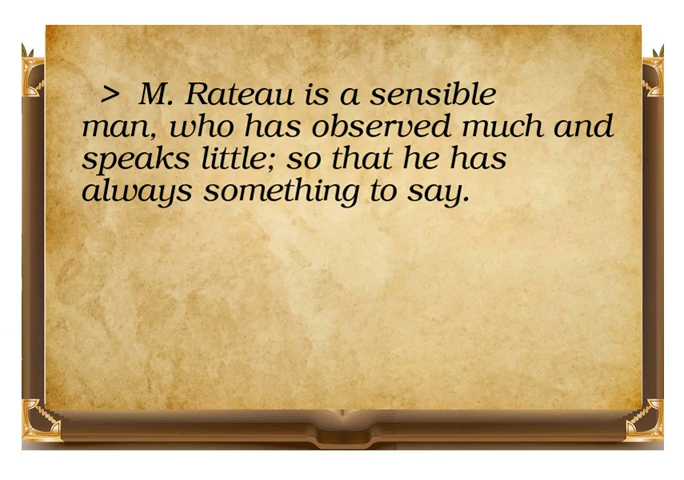 > M. Rateau is a sensible
man, who has observed much and
speaks little; so that he has
always something to say.